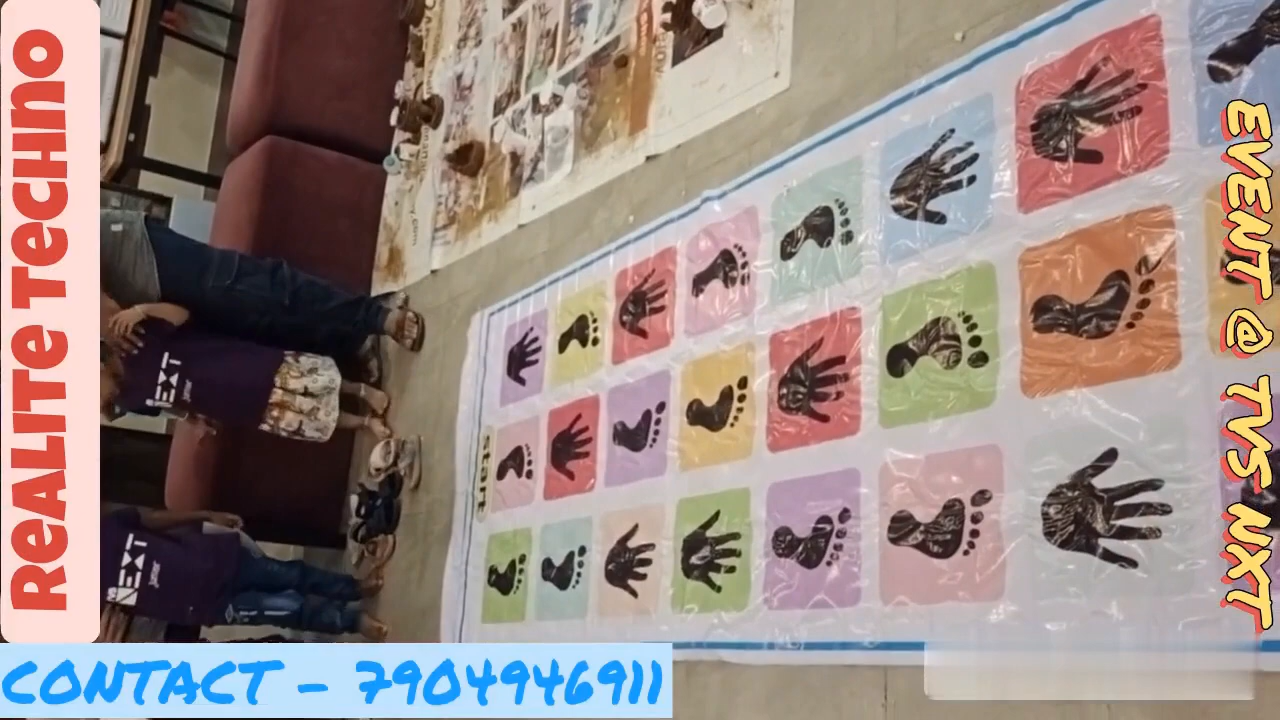 Realite Techno
EVENT @ TVS NXT
NEXT
NEXT
Start
CONTACT - 7904946911